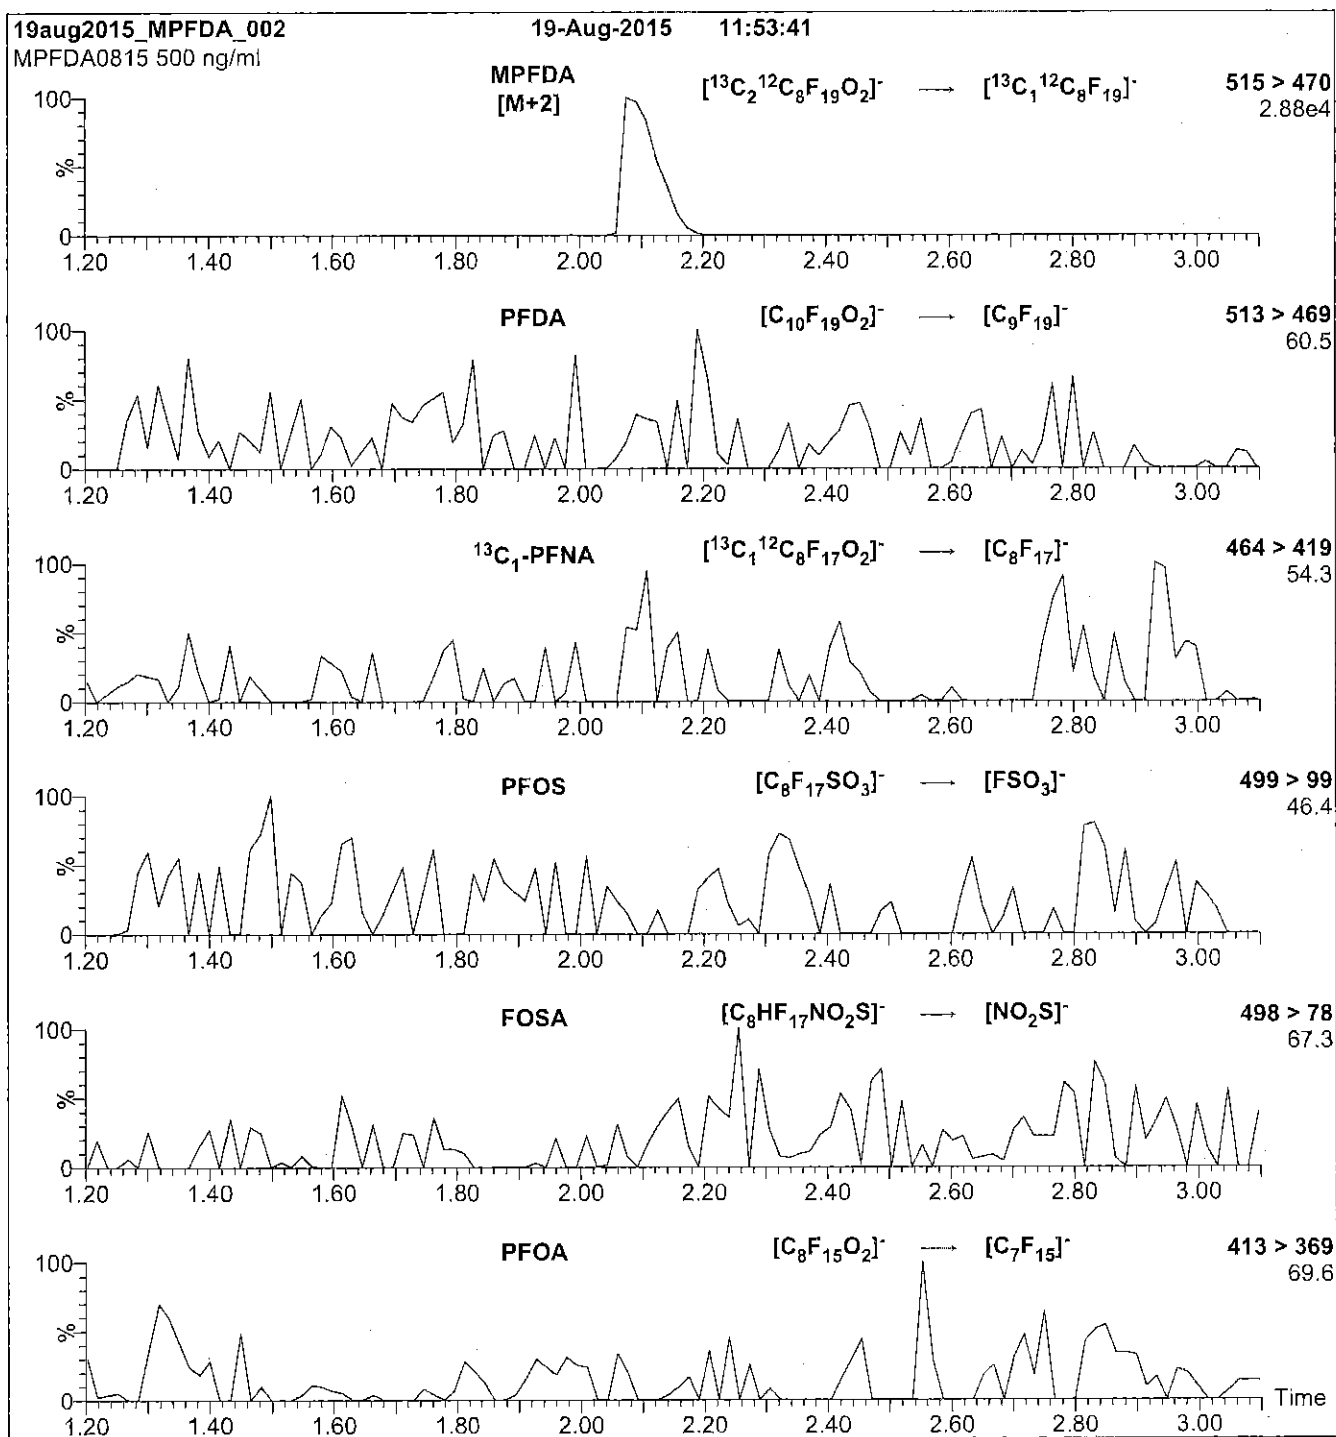 19aug2015_MPFDA_002 19-Aug-2015 11:53:41
MPFDA0815 500 ng/ml
MPFDA [¹³C₂¹²C₈F₁₉O₂]⁻ → [¹³C₁¹²C₈F₁₉]⁻ 515 > 470
[M+2] 2.88e4
100
%
0
1.20 1.40 1.60 1.80 2.00 2.20 2.40 2.60 2.80 3.00
PFDA [C₁₀F₁₉O₂]⁻ → [C₉F₁₉]⁻ 513 > 469
60.5
100
%
0
1.20 1.40 1.60 1.80 2.00 2.20 2.40 2.60 2.80 3.00
¹³C₁-PFNA [¹³C₁¹²C₈F₁₇O₂]⁻ → [C₈F₁₇]⁻ 464 > 419
54.3
100
%
0
1.20 1.40 1.60 1.80 2.00 2.20 2.40 2.60 2.80 3.00
PFOS [C₈F₁₇SO₃]⁻ → [FSO₃]⁻ 499 > 99
46.4
100
%
0
1.20 1.40 1.60 1.80 2.00 2.20 2.40 2.60 2.80 3.00
FOSA [C₈HF₁₇NO₂S]⁻ → [NO₂S]⁻ 498 > 78
67.3
100
%
0
1.20 1.40 1.60 1.80 2.00 2.20 2.40 2.60 2.80 3.00
PFOA [C₈F₁₅O₂]⁻ → [C₇F₁₅]⁻ 413 > 369
69.6
100
%
0 Time
1.20 1.40 1.60 1.80 2.00 2.20 2.40 2.60 2.80 3.00